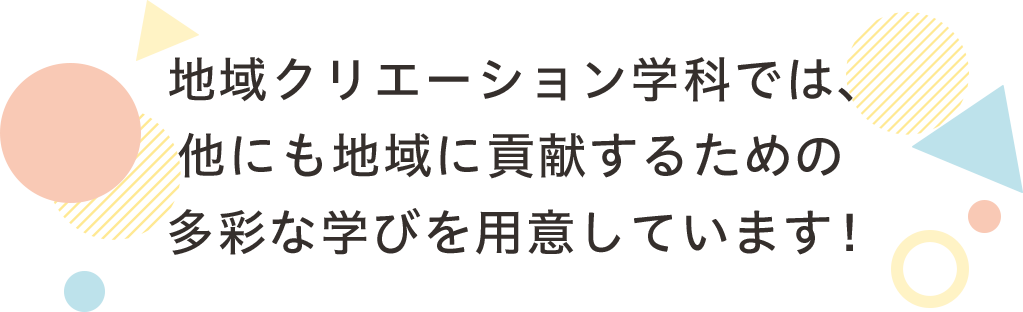 地域クリエーション学科では、
他にも地域に貢献するための
多彩な学びを用意しています！